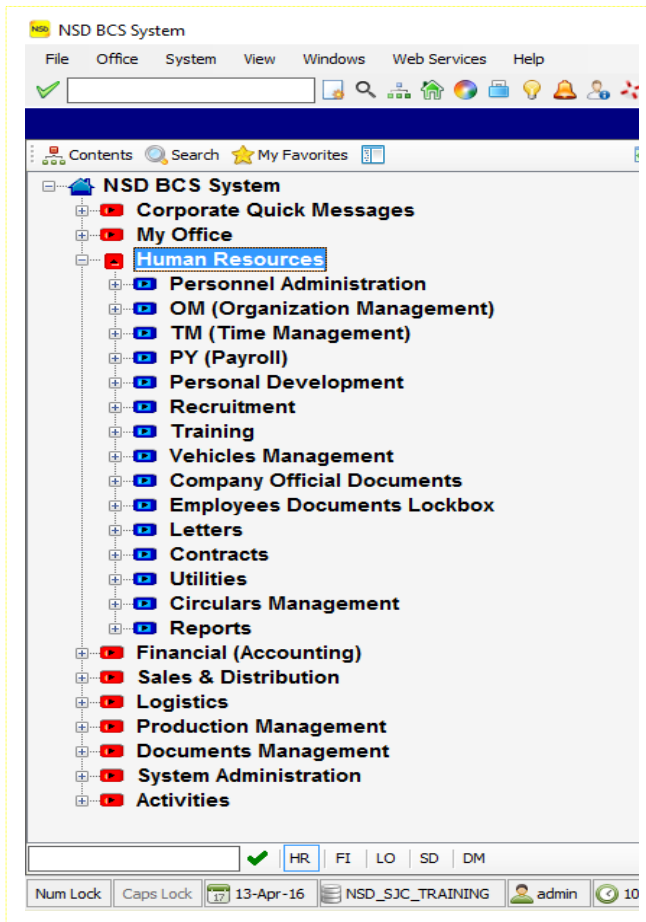 NSD NSD BCS System
File Office System View Windows Web Services Help
Contents Search My Favorites
NSD BCS System
Corporate Quick Messages
My Office
Human Resources
Personnel Administration
OM (Organization Management)
TM (Time Management)
PY (Payroll)
Personal Development
Recruitment
Training
Vehicles Management
Company Official Documents
Employees Documents Lockbox
Letters
Contracts
Utilities
Circulars Management
Reports
Financial (Accounting)
Sales & Distribution
Logistics
Production Management
Documents Management
System Administration
Activities
HR FI LO SD DM
Num Lock Caps Lock 17 13-Apr-16 NSD_SJC_TRAINING admin 10